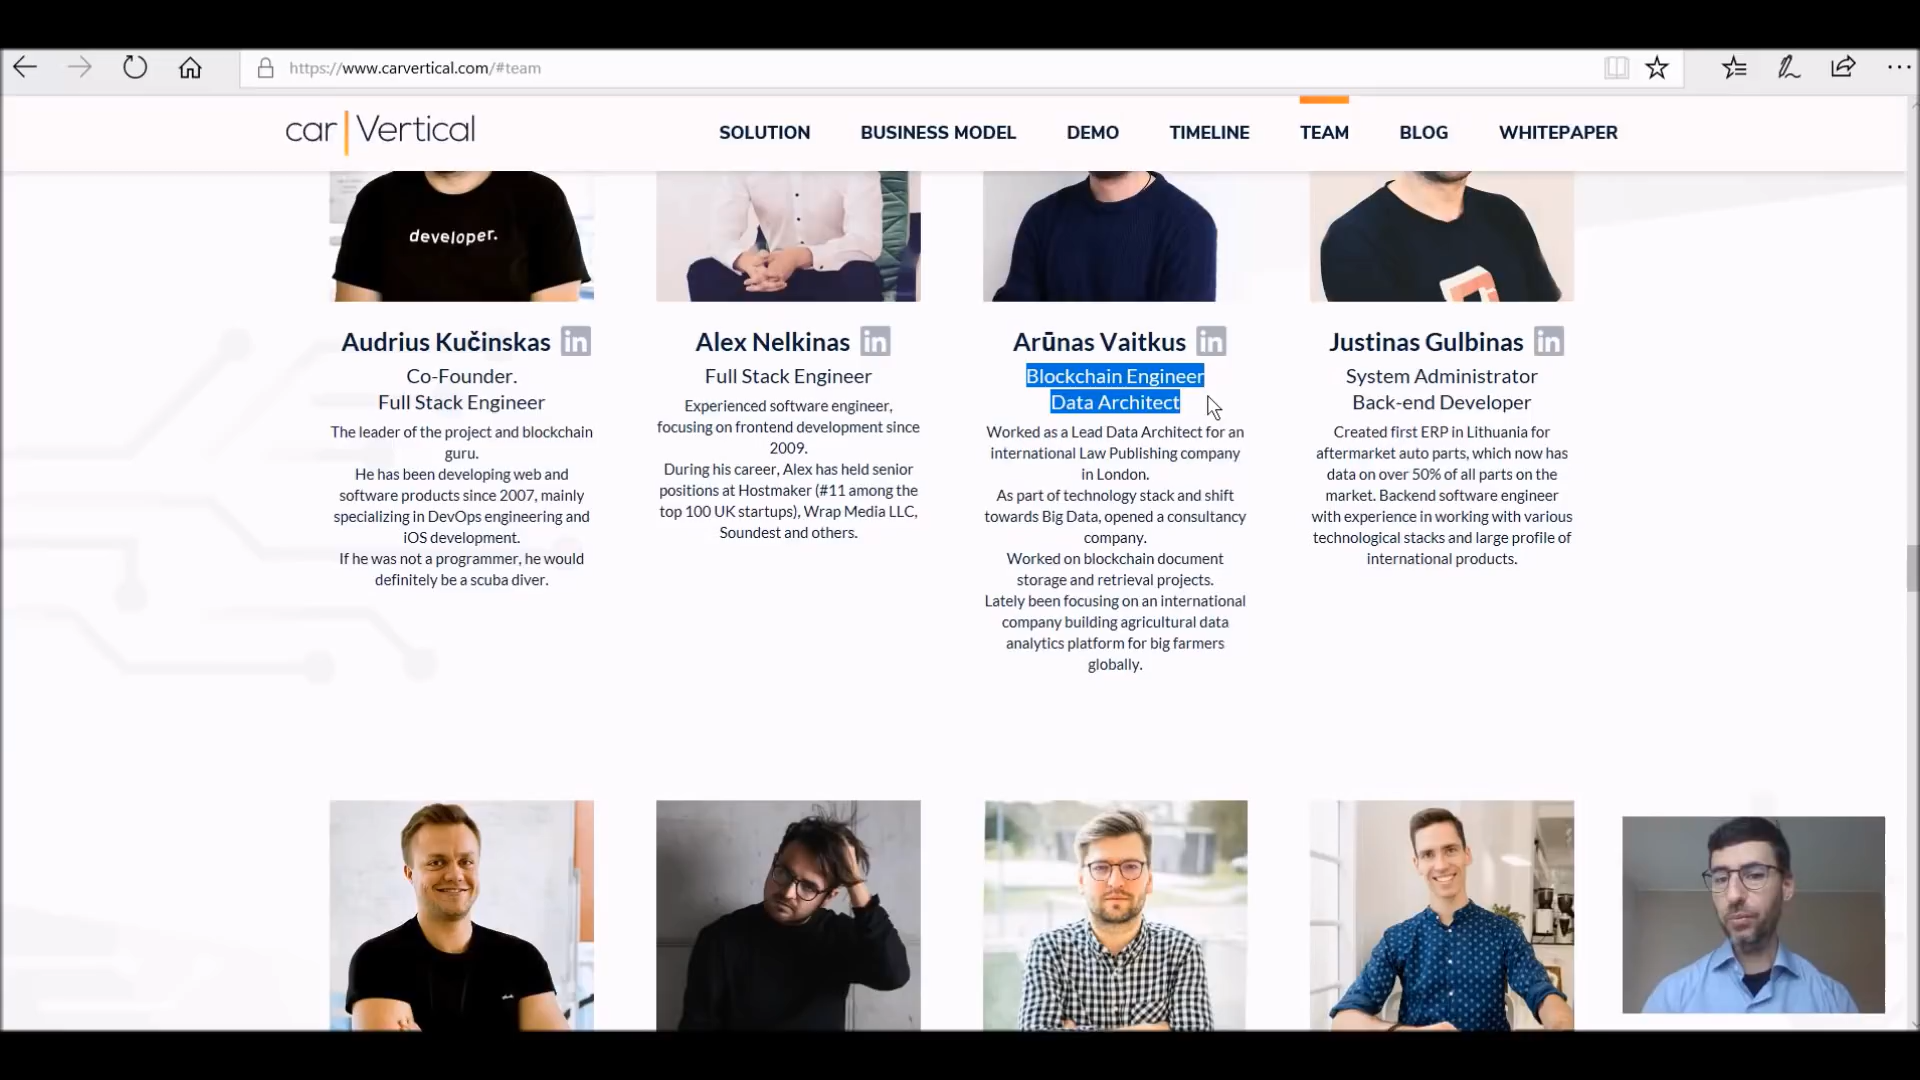 https://www.carvertical.com/#team
car Vertical
SOLUTION BUSINESS MODEL DEMO TIMELINE TEAM BLOG WHITEPAPER
developer.
Audrius Kučinskas in
Co-Founder.
Full Stack Engineer
The leader of the project and blockchain
guru.
He has been developing web and
software products since 2007, mainly
specializing in DevOps engineering and
iOS development.
If he was not a programmer, he would
definitely be a scuba diver.
Alex Nelkinas in
Full Stack Engineer
Experienced software engineer,
focusing on frontend development since
2009.
During his career, Alex has held senior
positions at Hostmaker (#11 among the
top 100 UK startups), Wrap Media LLC,
Soundest and others.
Arūnas Vaitkus in
Blockchain Engineer
Data Architect
Worked as a Lead Data Architect for an
international Law Publishing company
in London.
As part of technology stack and shift
towards Big Data, opened a consultancy
company.
Worked on blockchain document
storage and retrieval projects.
Lately been focusing on an international
company building agricultural data
analytics platform for big farmers
globally.
Justinas Gulbinas in
System Administrator
Back-end Developer
Created first ERP in Lithuania for
aftermarket auto parts, which now has
data on over 50% of all parts on the
market. Backend software engineer
with experience in working with various
technological stacks and large profile of
international products.